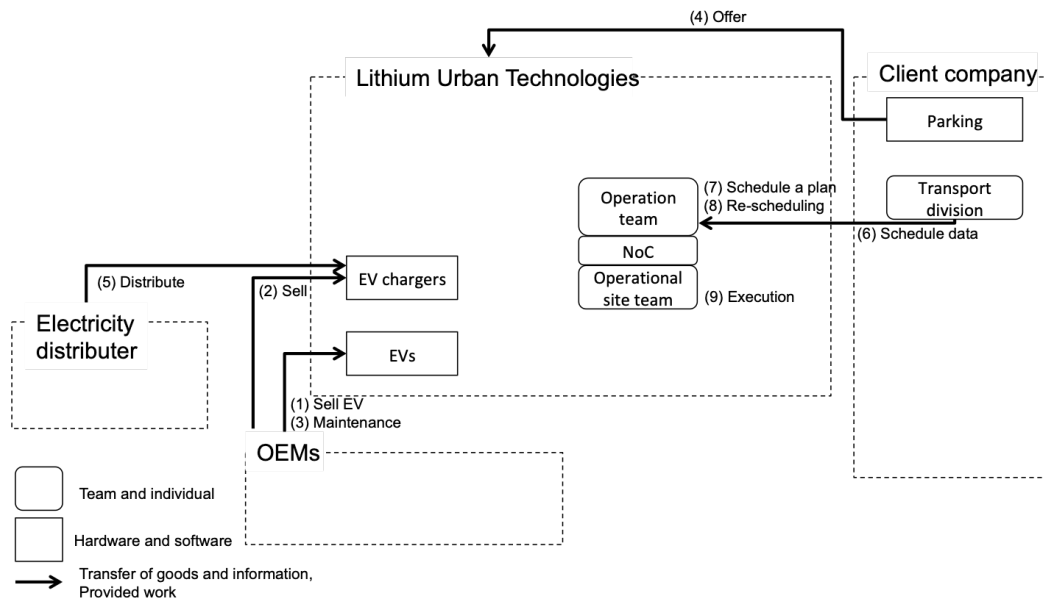 (4) Offer
Lithium Urban Technologies
Client company
Parking
Operation
team
(7) Schedule a plan
(8) Re-scheduling
Transport
division
(6) Schedule data
NoC
Operational
site team
(9) Execution
(5) Distribute
(2) Sell
EV chargers
Electricity
distributer
EVs
(1) Sell EV
(3) Maintenance
OEMs
Team and individual
Hardware and software
Transfer of goods and information,
Provided work